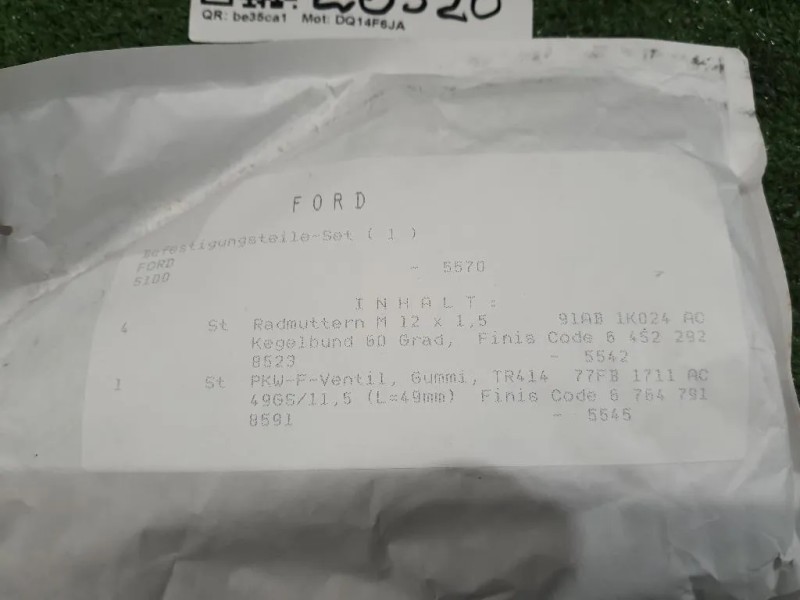 QR: be35ca1 Mot: DQ14F6JA
FORD
Befestigungsteile-Set ( 1 )
FORD
5100 - 5570
INHALT:
4 St Radmuttern M 12 x 1,5 91AB 1K024 AC
Kegelbund 60 Grad, Finis Code 6 452 292
8523 - 5542
1 St PKW-F-Ventil, Gummi, TR414 77FB 1711 AC
49GS/11,5 (L=49mm) Finis Code 6 764 791
8591 - 5545